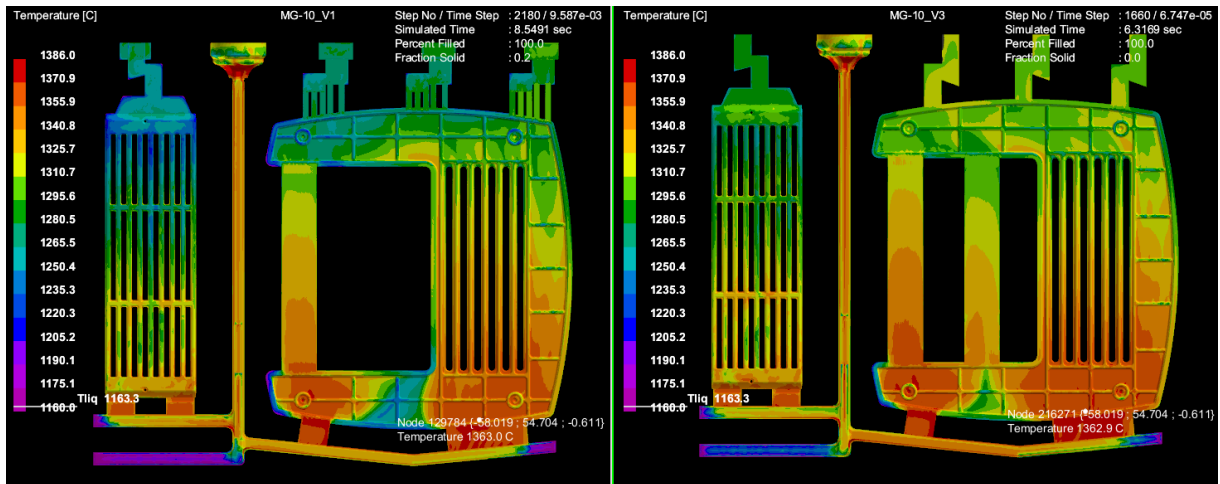 Temperature [C]
MG-10_V1
Step No / Time Step : 2180 / 9.587e-03
Simulated Time : 8.5491 sec
Percent Filled : 100.0
Fraction Solid : 0.2
1386.0
1370.9
1355.9
1340.8
1325.7
1310.7
1295.6
1280.5
1265.5
1250.4
1235.3
1220.3
1205.2
1190.1
1175.1
Tliq 1163.3
1160.0
Node 129784 {-58.019 ; 54.704 ; -0.611}
Temperature 1363.0 C
Temperature [C]
MG-10_V3
Step No / Time Step : 1660 / 6.747e-05
Simulated Time : 6.3169 sec
Percent Filled : 100.0
Fraction Solid : 0.0
1386.0
1370.9
1355.9
1340.8
1325.7
1310.7
1295.6
1280.5
1265.5
1250.4
1235.3
1220.3
1205.2
1190.1
1175.1
Tliq 1163.3
1160.0
Node 216271 {-58.019 ; 54.704 ; -0.611}
Temperature 1362.9 C